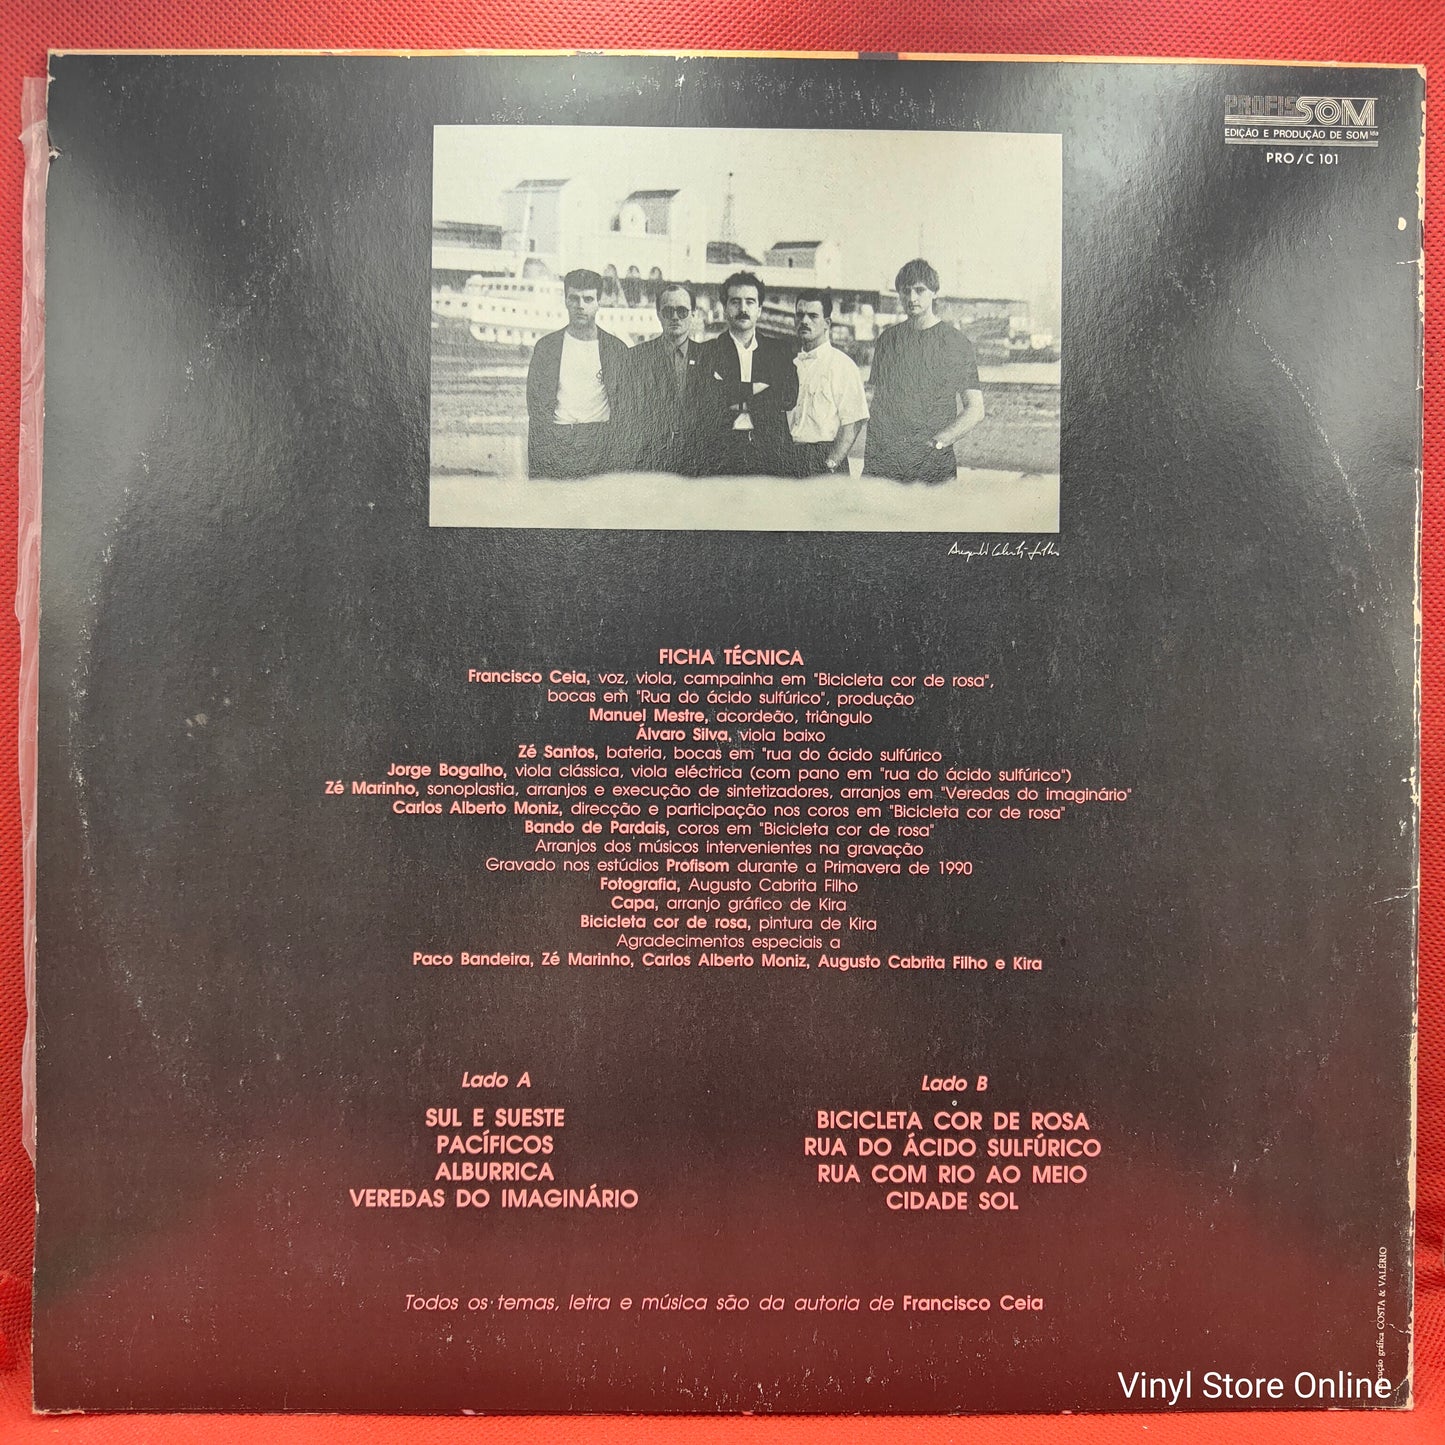 PROFISSOM
EDIÇÃO E PRODUÇÃO DE SOM lda
PRO/C 101
FICHA TÉCNICA
Francisco Ceia, voz, viola, campainha em "Bicicleta cor de rosa",
bocas em "Rua do ácido sulfúrico", produção
Manuel Mestre, acordeão, triângulo
Álvaro Silva, viola baixo
Zé Santos, bateria, bocas em "rua do ácido sulfúrico
Jorge Bogalho, viola clássica, viola eléctrica (com pano em "rua do ácido sulfúrico")
Zé Marinho, sonoplastia, arranjos e execução de sintetizadores, arranjos em "Veredas do imaginário"
Carlos Alberto Moniz, direcção e participação nos coros em "Bicicleta cor de rosa"
Bando de Pardais, coros em "Bicicleta cor de rosa"
Arranjos dos músicos intervenientes na gravação
Gravado nos estúdios Profisom durante a Primavera de 1990
Fotografia, Augusto Cabrita Filho
Capa, arranjo gráfico de Kira
Bicicleta cor de rosa, pintura de Kira
Agradecimentos especiais a
Paco Bandeira, Zé Marinho, Carlos Alberto Moniz, Augusto Cabrita Filho e Kira
Lado A
SUL E SUESTE
PACÍFICOS
ALBURRICA
VEREDAS DO IMAGINÁRIO
Lado B
BICICLETA COR DE ROSA
RUA DO ÁCIDO SULFÚRICO
RUA COM RIO AO MEIO
CIDADE SOL
Todos os temas, letra e música são da autoria de Francisco Ceia
gráfica COSTA & VALÉRIO
Vinyl Store Online